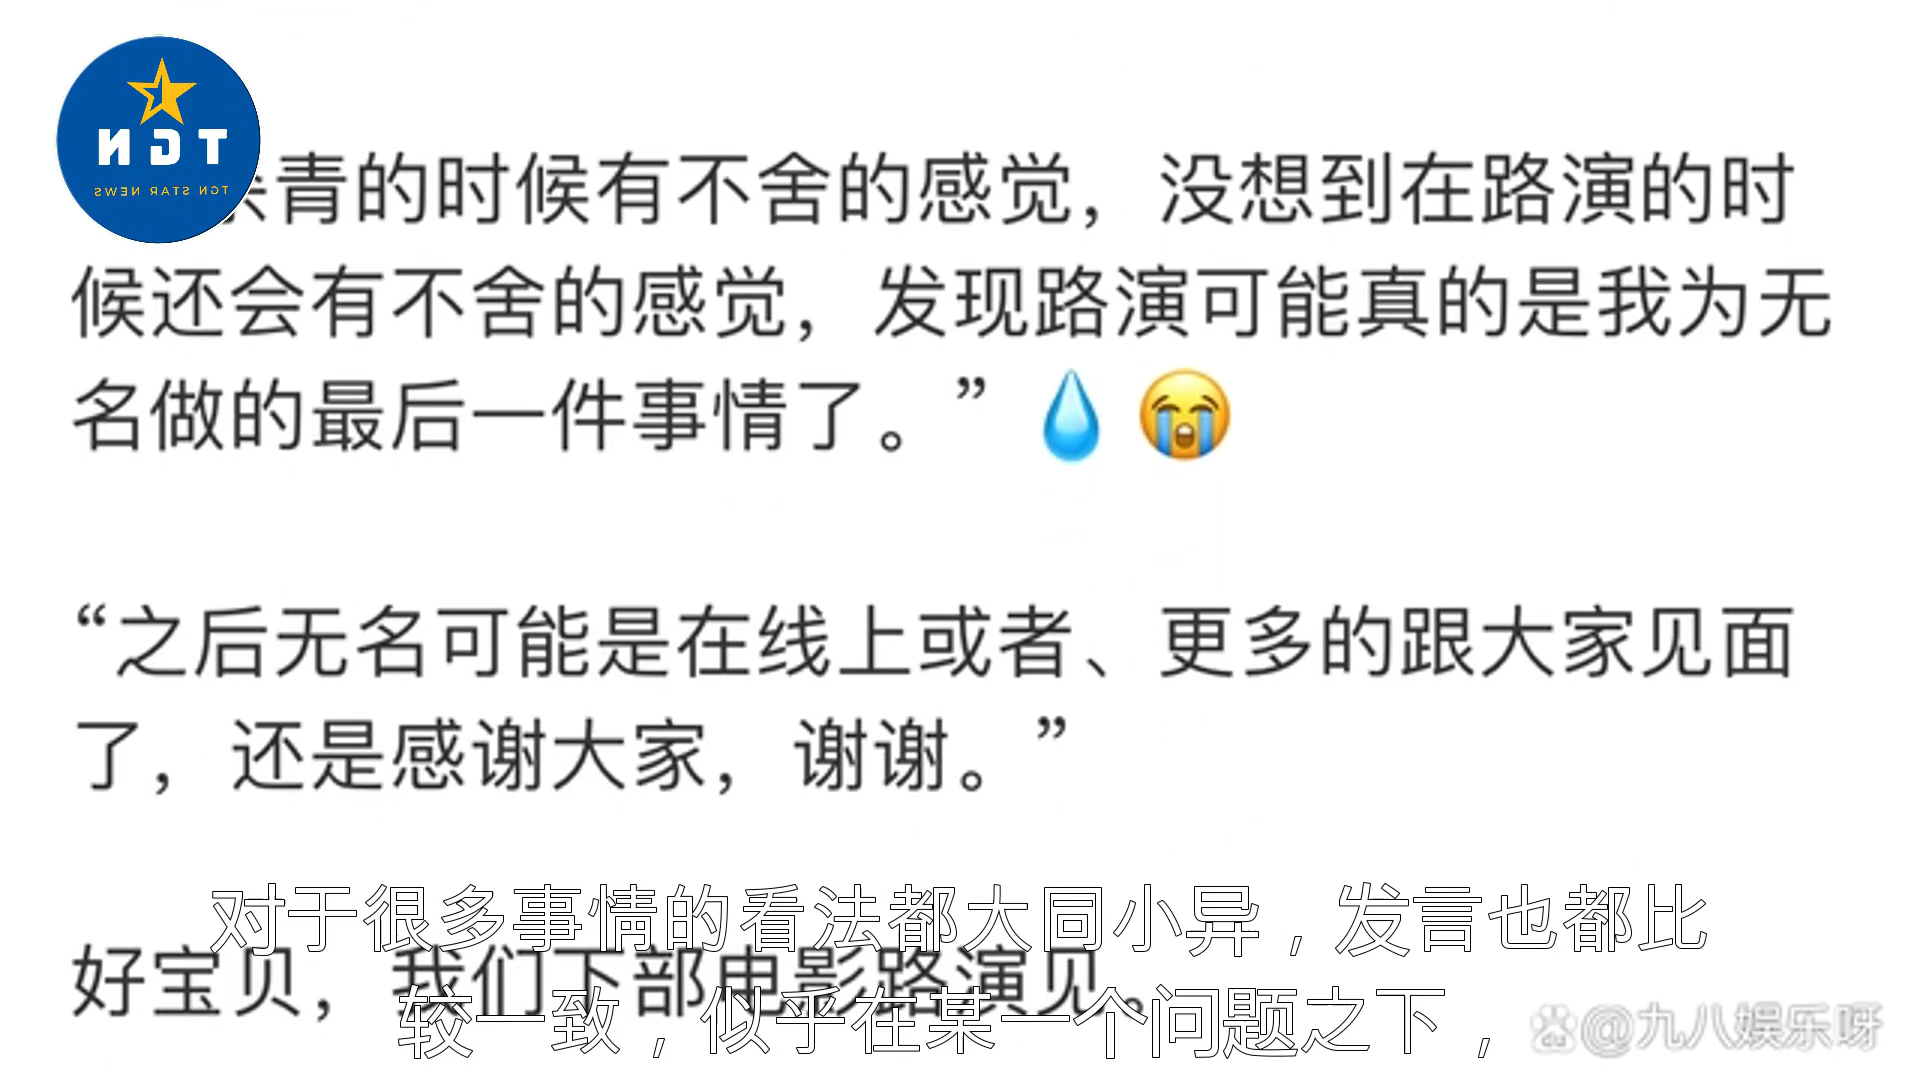 TGN
TGN STAR NEWS
杀青的时候有不舍的感觉，没想到在路演的时
候还会有不舍的感觉，发现路演可能真的是我为无
名做的最后一件事情了。”💧😭
“之后无名可能是在线上或者、更多的跟大家见面
了，还是感谢大家，谢谢。”
好宝贝，我们下部电影路演见。
对于很多事情的看法都大同小异，发言也都比
较一致，似乎在某一个问题之下，
@九八娱乐呀